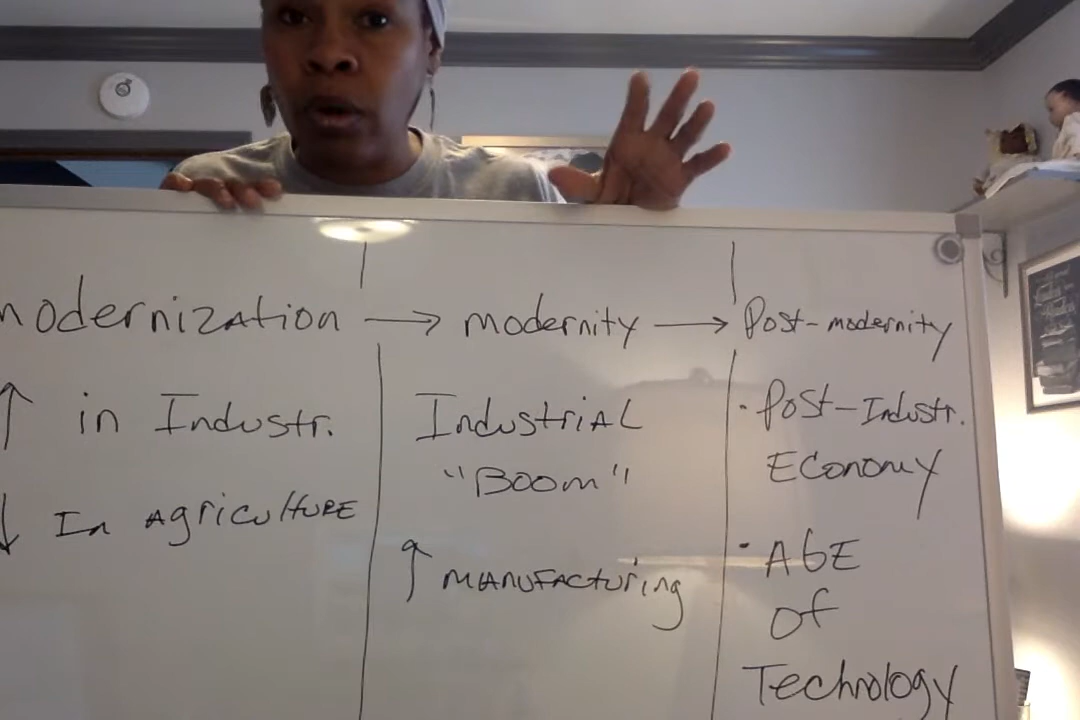 modernization → modernity → Post-modernity
↑ in Industr.
↓ In Agriculture
Industrial
"Boom"
↑ manufacturing
• Post-Industr.
Economy
• AGE
of
Technology